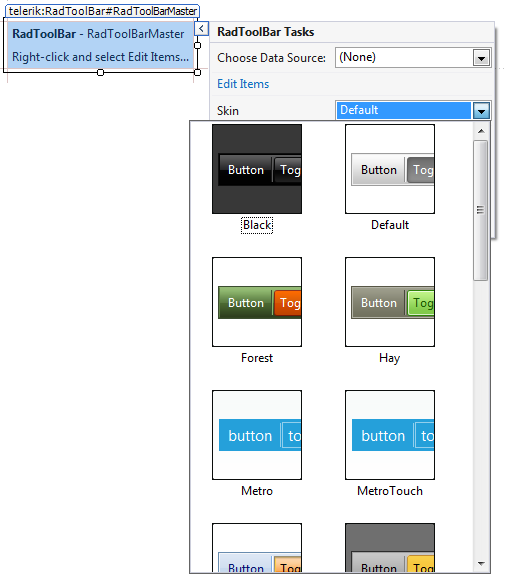 telerik:RadToolBar#RadToolBarMaster
RadToolBar - RadToolBarMaster
Right-click and select Edit Items...
RadToolBar Tasks
Choose Data Source: (None)
Edit Items
Skin Default
Button Tog
Button Tog
Black Default
Button Tog
Button Tog
Forest Hay
button to
button to
Metro MetroTouch
Button Togg
Button Togg